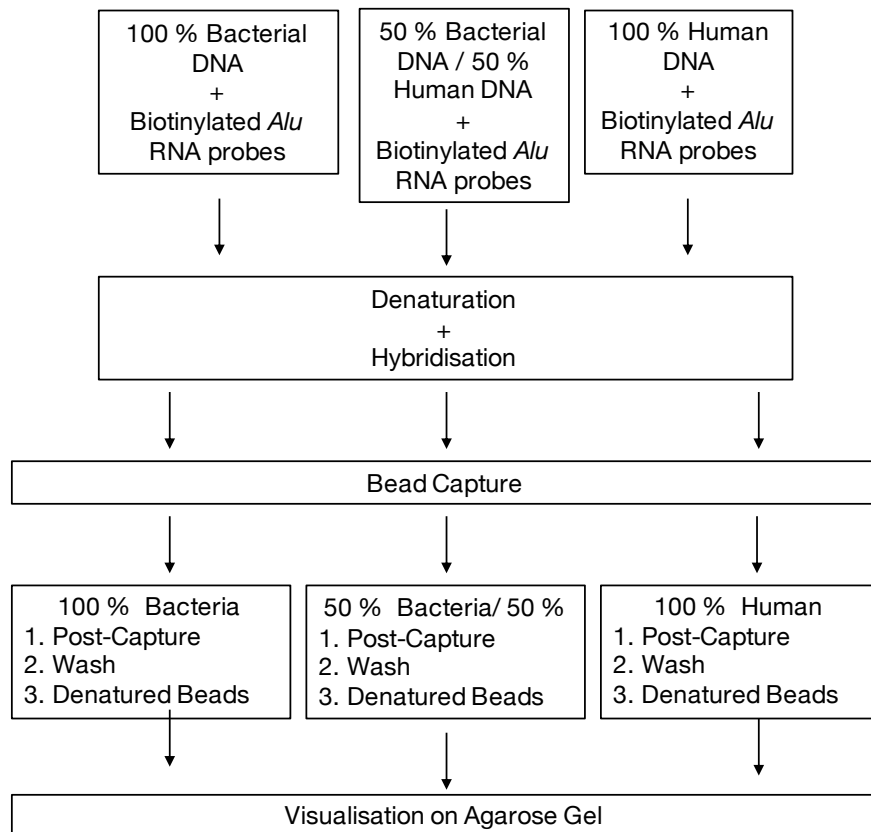 100 % Bacterial
DNA
+
Biotinylated Alu
RNA probes
50 % Bacterial
DNA / 50 %
Human DNA
+
Biotinylated Alu
RNA probes
100 % Human
DNA
+
Biotinylated Alu
RNA probes
Denaturation
+
Hybridisation
Bead Capture
100 % Bacteria
1. Post-Capture
2. Wash
3. Denatured Beads
50 % Bacteria/ 50 %
1. Post-Capture
2. Wash
3. Denatured Beads
100 % Human
1. Post-Capture
2. Wash
3. Denatured Beads
Visualisation on Agarose Gel